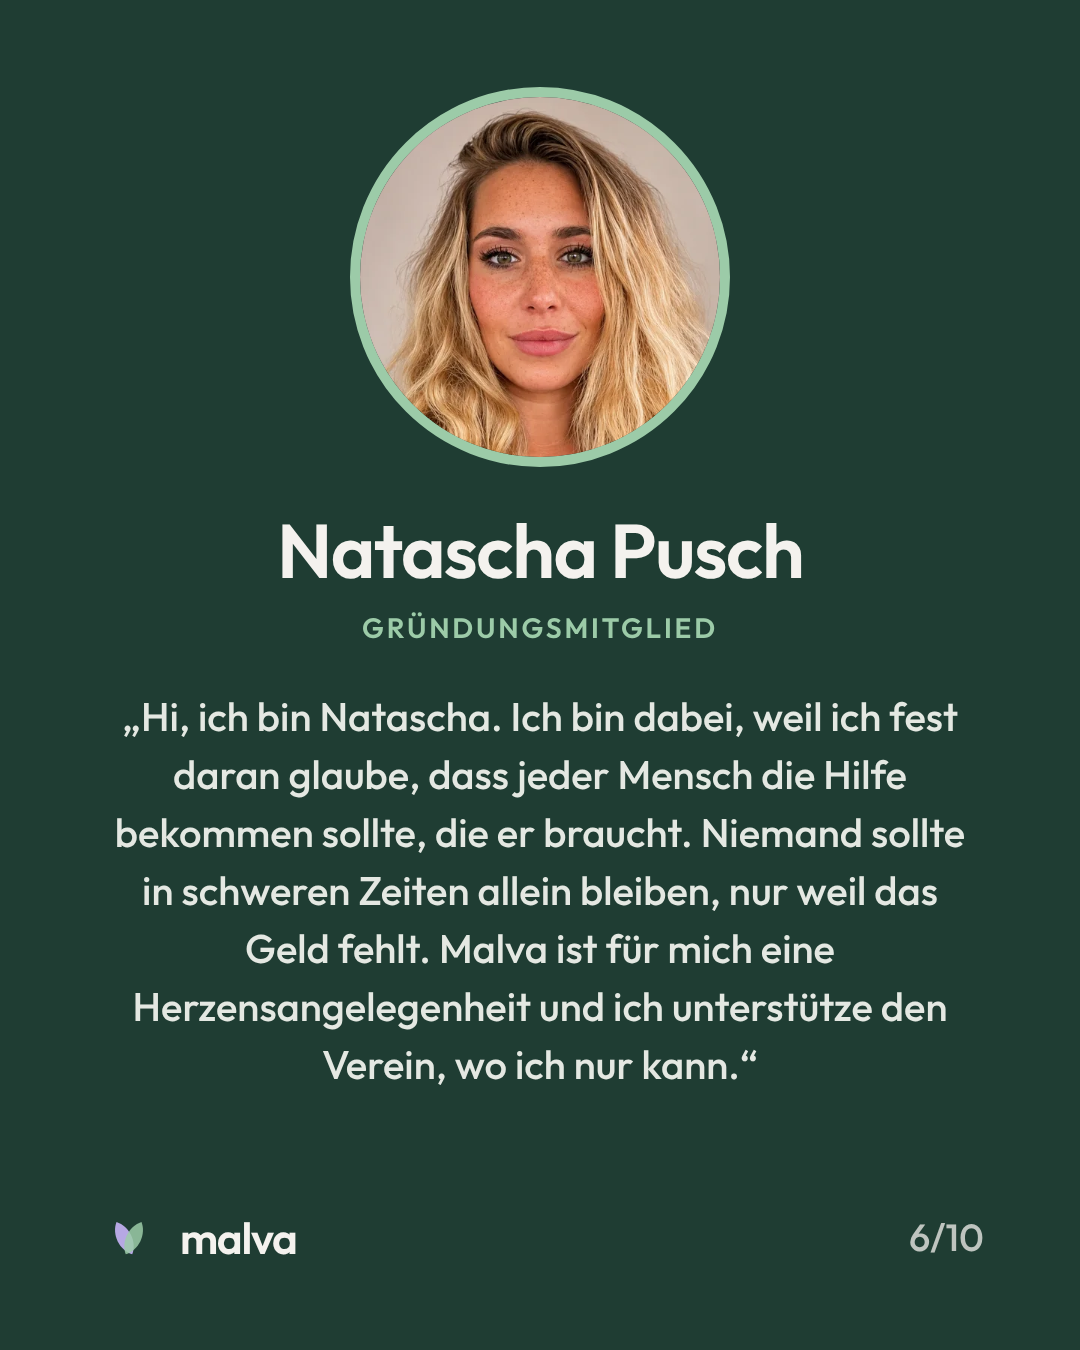 Natascha Pusch
GRÜNDUNGSMITGLIED
„Hi, ich bin Natascha. Ich bin dabei, weil ich fest
daran glaube, dass jeder Mensch die Hilfe
bekommen sollte, die er braucht. Niemand sollte
in schweren Zeiten allein bleiben, nur weil das
Geld fehlt. Malva ist für mich eine
Herzensangelegenheit und ich unterstütze den
Verein, wo ich nur kann.“
malva
6/10